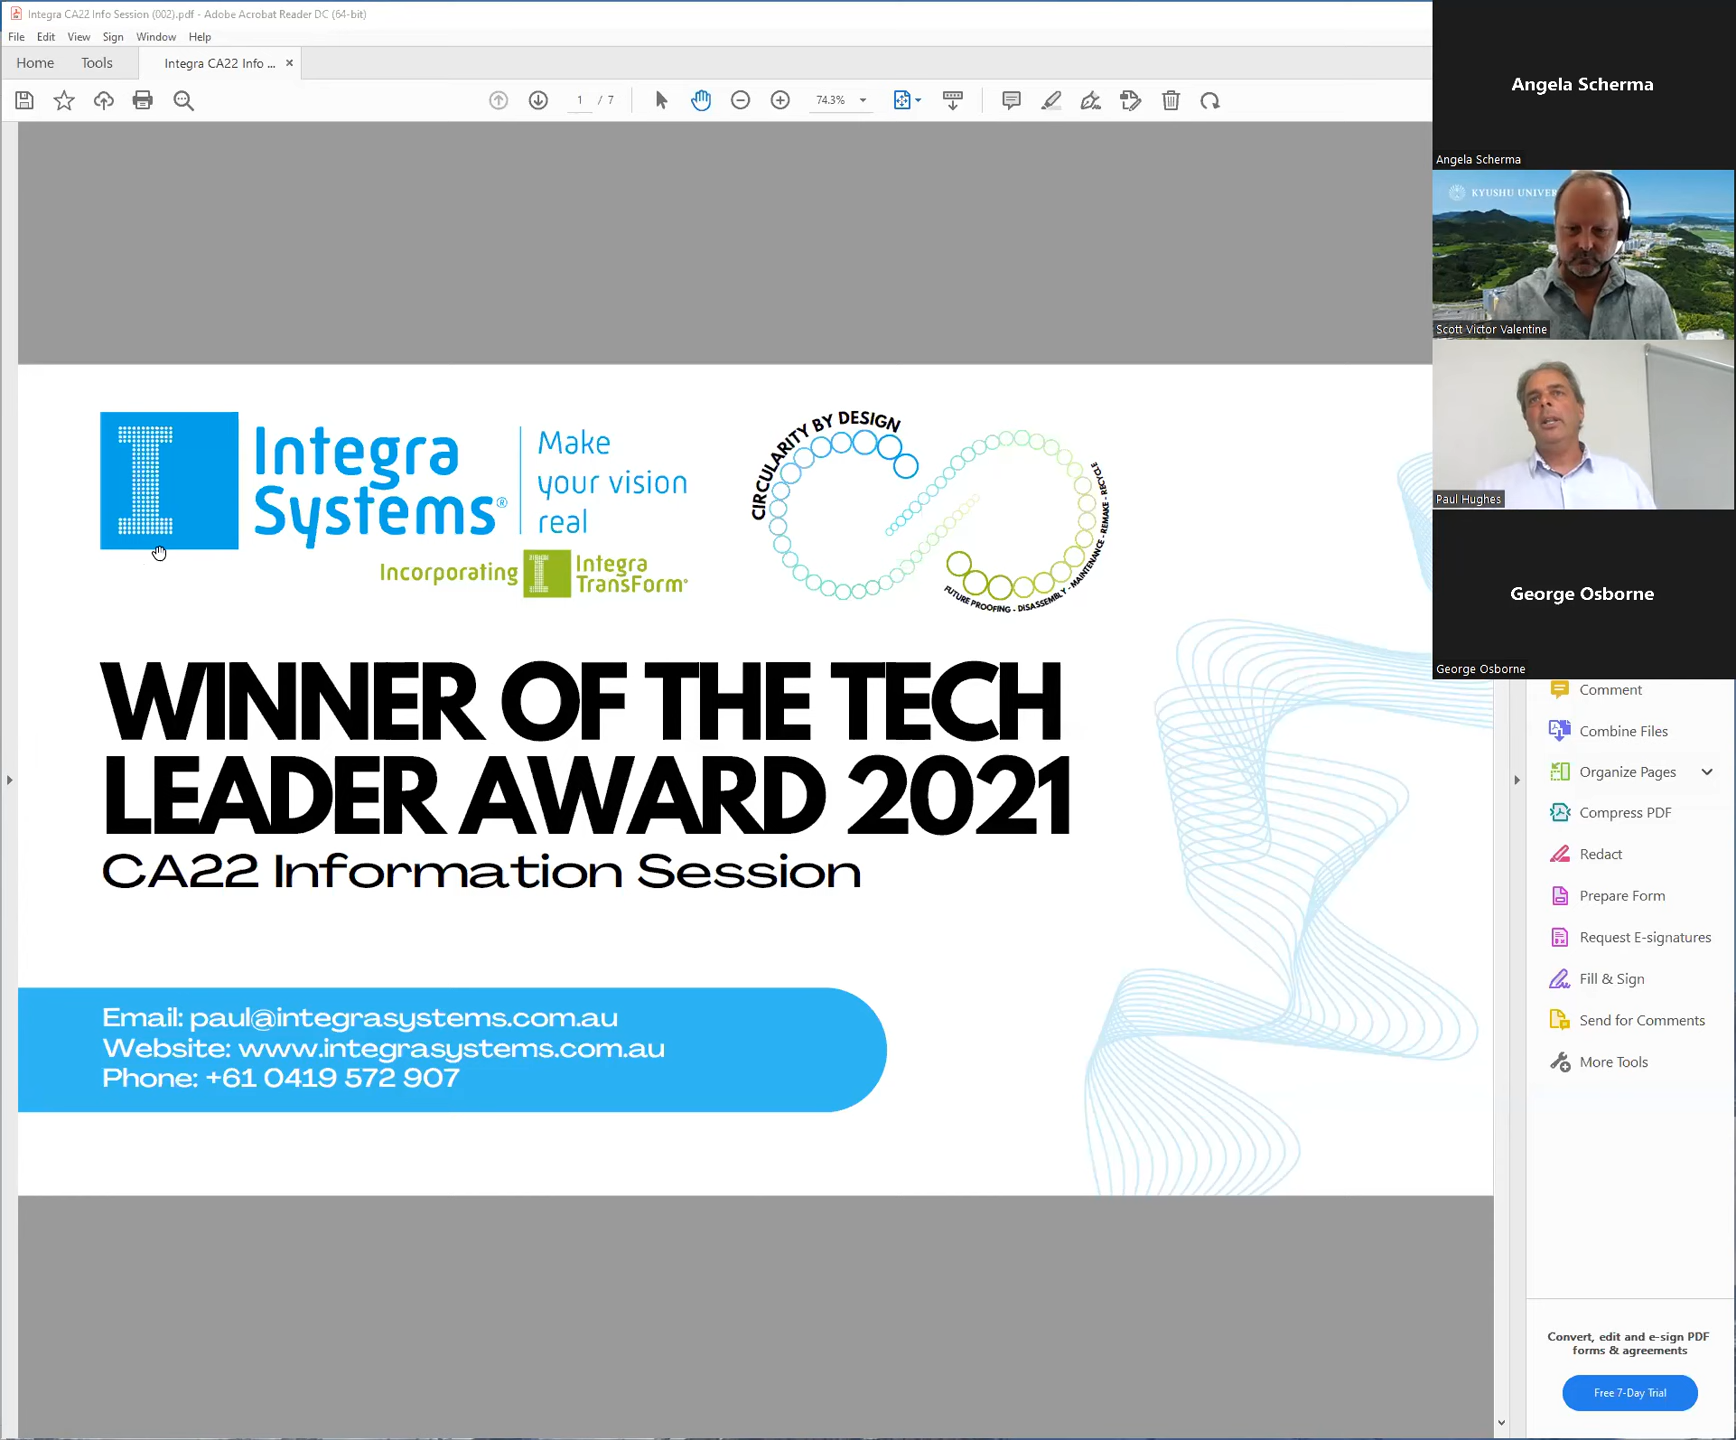 Integra CA22 Info Session (002).pdf - Adobe Acrobat Reader DC (64-bit)
File Edit View Sign Window Help
Home Tools Integra CA22 Info ... ×
1 / 7 74.3%
Angela Scherma
Angela Scherma
KYUSHU UNIVER
Scott Victor Valentine
Paul Hughes
George Osborne
George Osborne
Integra
Systems®
Make
your vision
real
Incorporating
Integra
TransForm®
CIRCULARITY BY DESIGN
FUTURE PROOFING - DISASSEMBLY - MAINTENANCE - REMAKE - RECYCLE
WINNER OF THE TECH
LEADER AWARD 2021
CA22 Information Session
Email: paul@integrasystems.com.au
Website: www.integrasystems.com.au
Phone: +61 0419 572 907
Comment
Combine Files
Organize Pages
Compress PDF
Redact
Prepare Form
Request E-signatures
Fill & Sign
Send for Comments
More Tools
Convert, edit and e-sign PDF
forms & agreements
Free 7-Day Trial